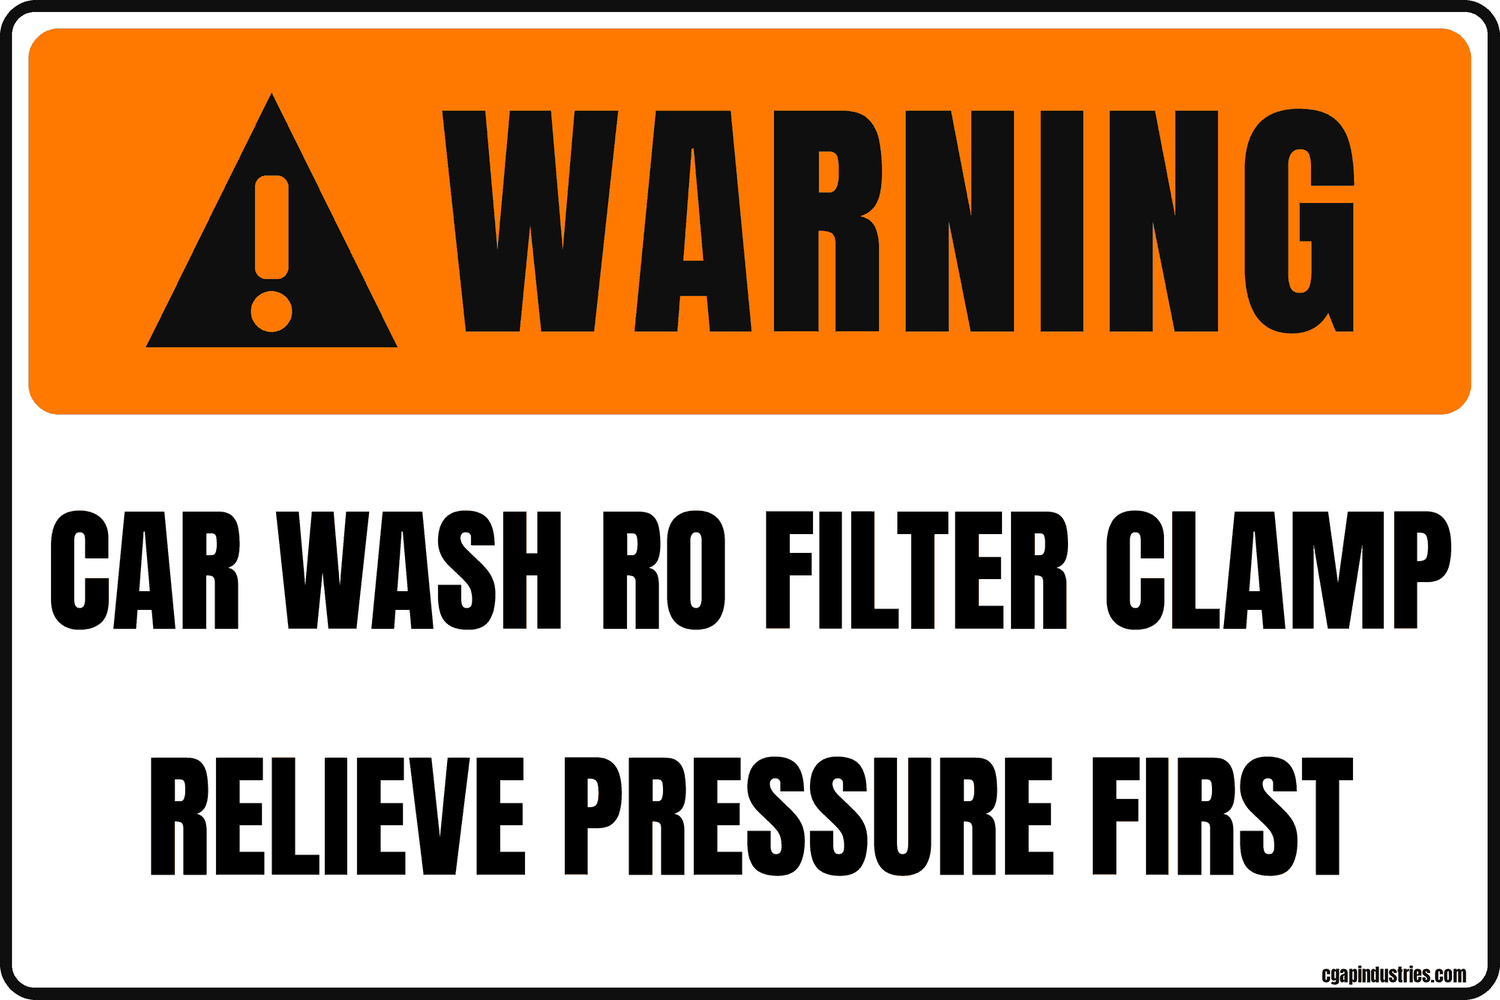 WARNING
CAR WASH RO FILTER CLAMP
RELIEVE PRESSURE FIRST
cgapindustries.com